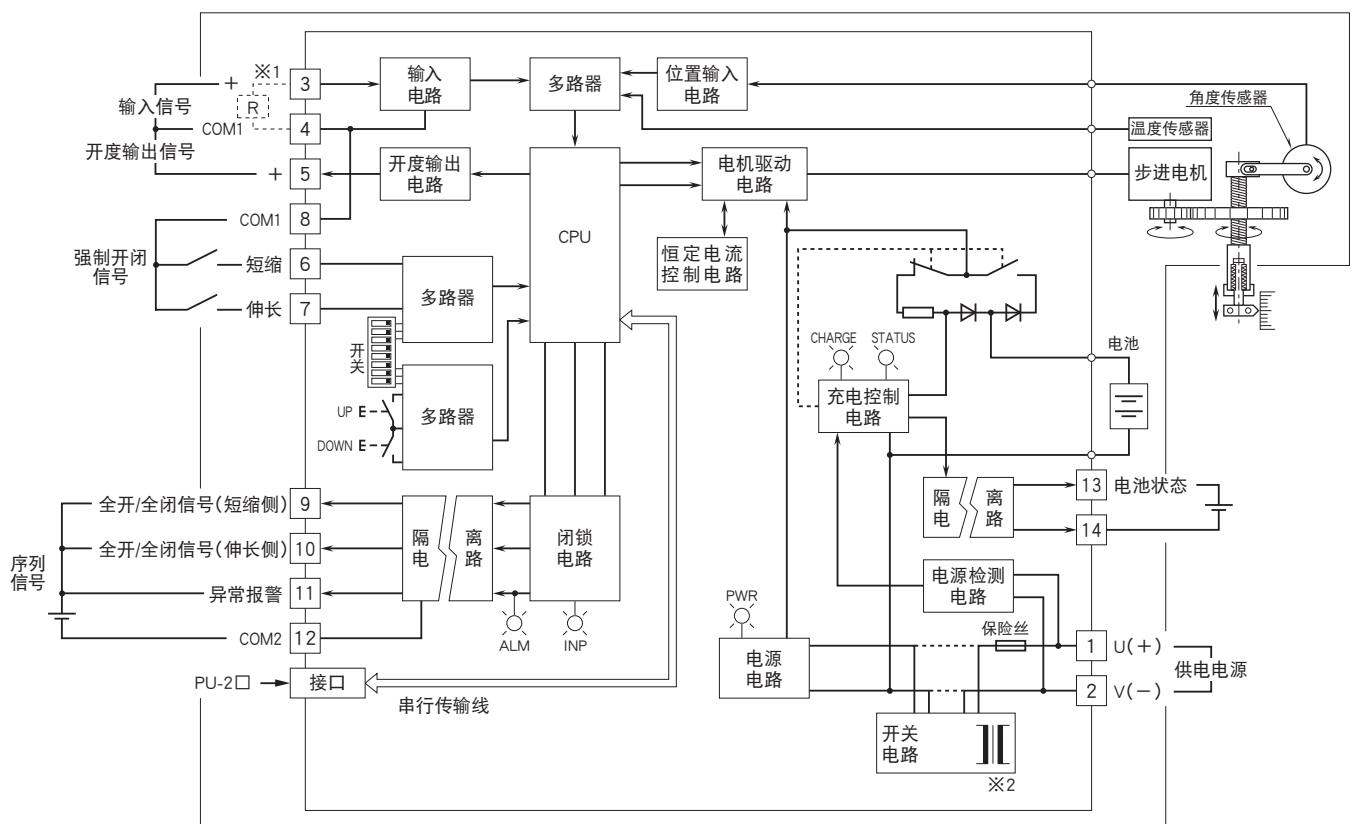 ※1
+
3
输入信号
R
COM1
4
开度输出信号
+
5
COM1
8
强制开闭
信号
短缩
6
伸长
7
输入
电路
多路器
位置输入
电路
角度传感器
温度传感器
开度输出
电路
CPU
电机驱动
电路
步进电机
恒定电流
控制电路
多路器
开关
UP
DOWN
多路器
CHARGE
STATUS
充电控制
电路
电池
隔 离
电 路
13
电池状态
14
序列
信号
全开/全闭信号(短缩侧)
9
全开/全闭信号(伸长侧)
10
异常报警
11
COM2
12
隔 离
电 路
闭锁
电路
ALM
INP
PU-2□
接口
串行传输线
电源检测
电路
PWR
电源
电路
保险丝
1
U(+)
供电电源
2
V(−)
开关
电路
※2